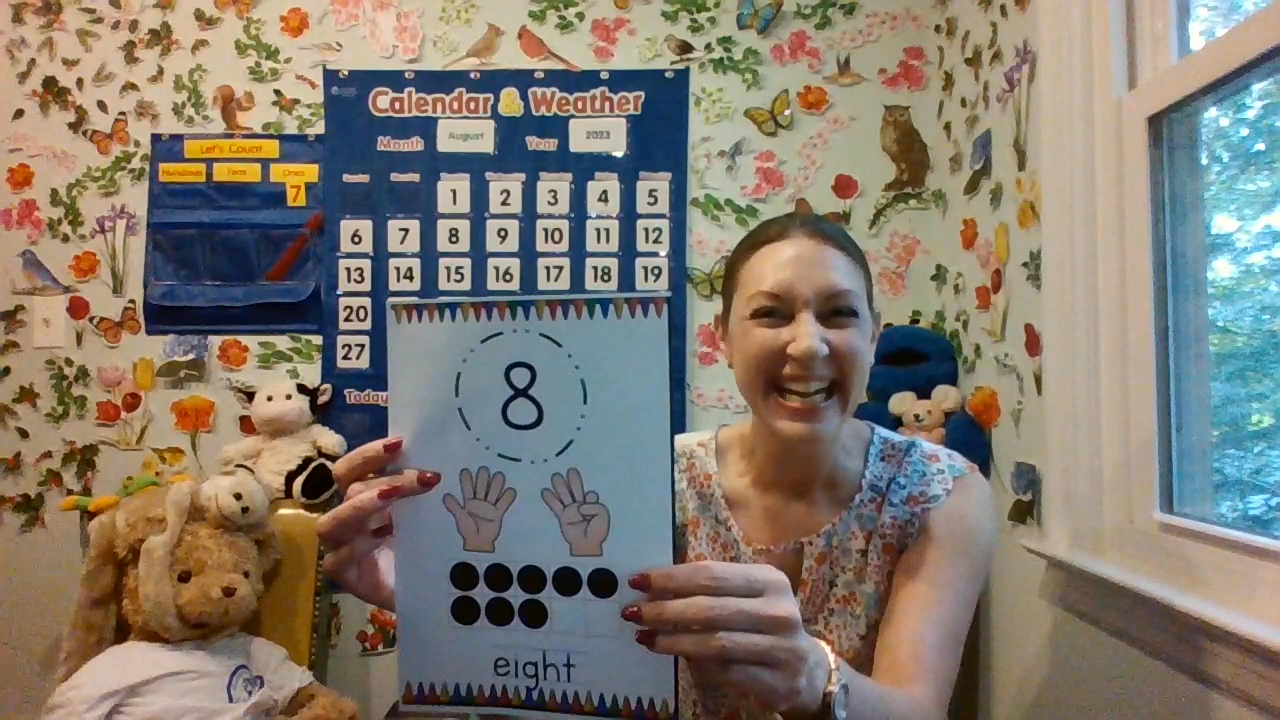 Calendar & Weather
Month August Year 2023
Let's Count
Hundreds Tens Ones
7
1 2 3 4 5
6 7 8 9 10 11 12
13 14 15 16 17 18 19
20
27
Today
8
eight